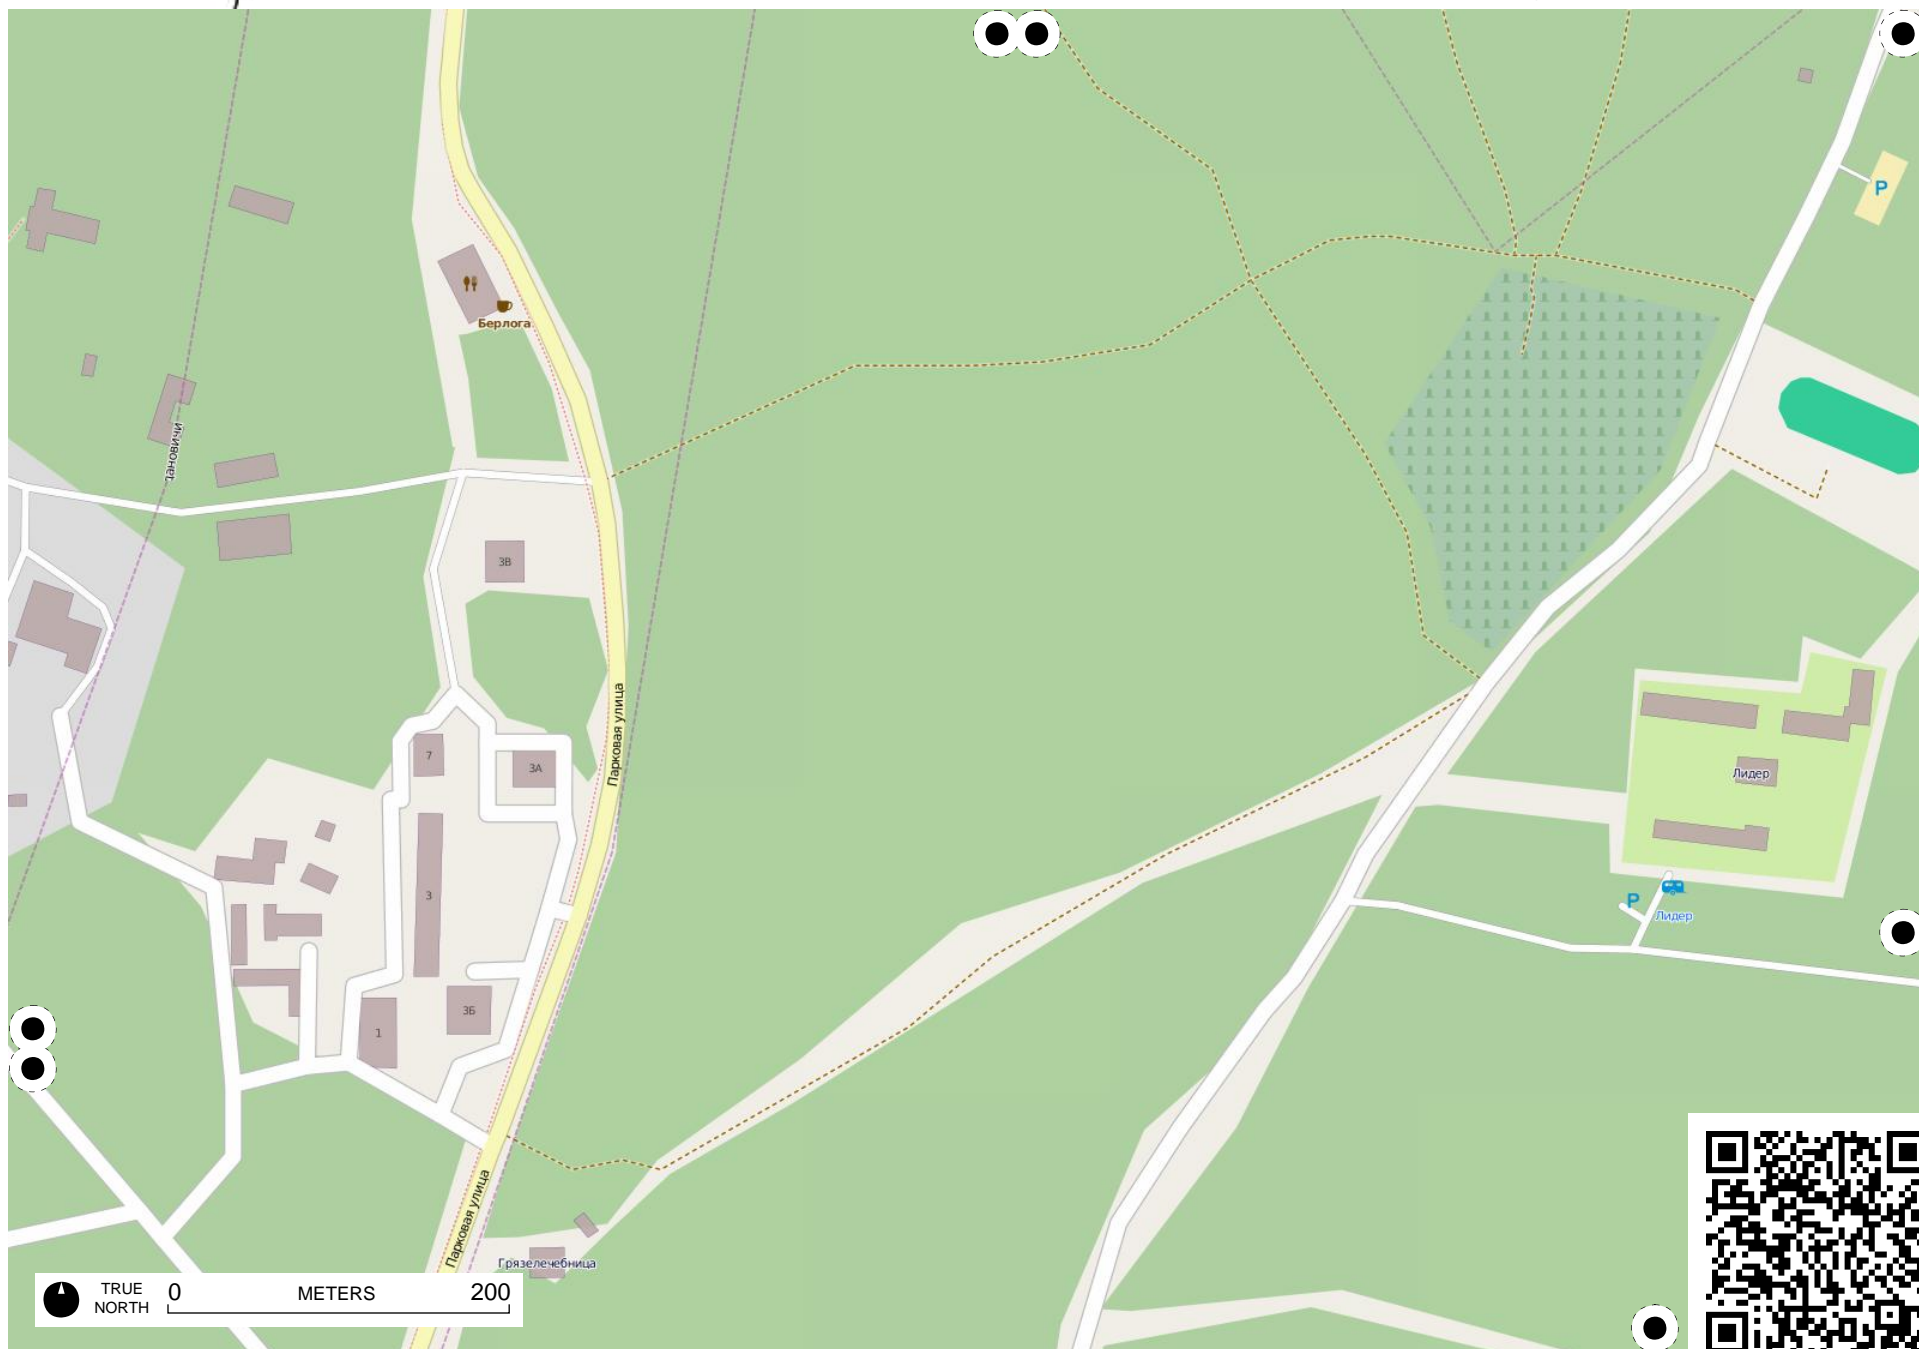 P
Берлога
дановичи
3В
Парковая улица
7
3А
Лидер
3
P
Лидер
3Б
1
Парковая улица
Грязелечебница
TRUE NORTH
0 METERS 200